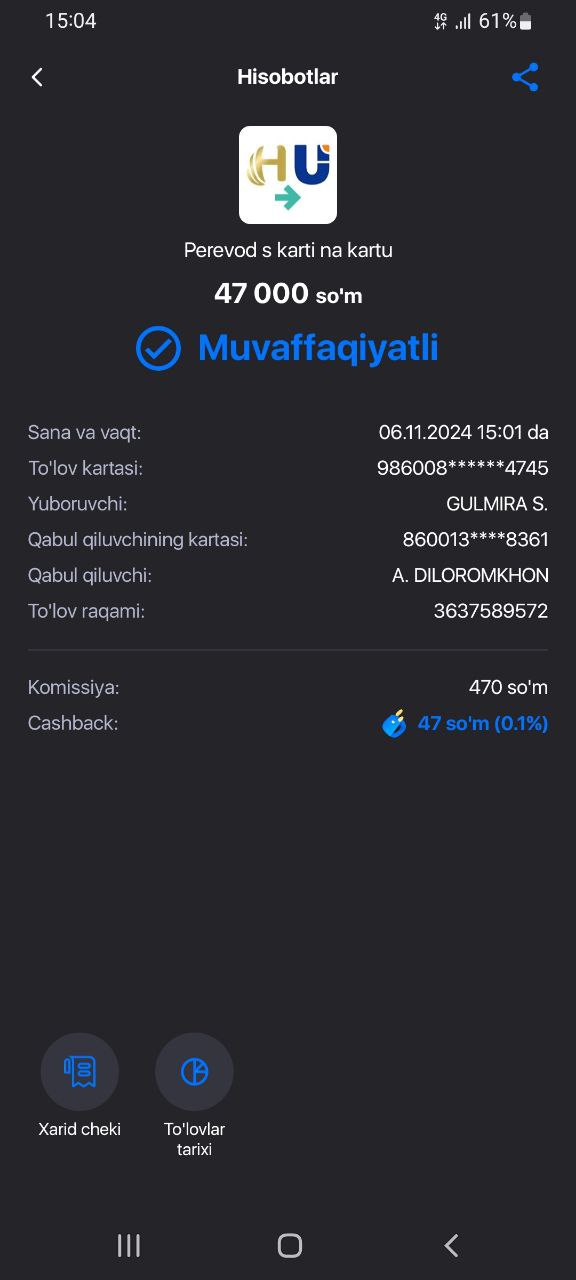 15:04 4G 61%
Hisobotlar
HU
Perevod s karti na kartu
47 000 so'm
Muvaffaqiyatli
Sana va vaqt: 06.11.2024 15:01 da
To'lov kartasi: 986008******4745
Yuboruvchi: GULMIRA S.
Qabul qiluvchining kartasi: 860013****8361
Qabul qiluvchi: A. DILOROMKHON
To'lov raqami: 3637589572
Komissiya: 470 so'm
Cashback: 47 so'm (0.1%)
Xarid cheki
To'lovlar
tarixi